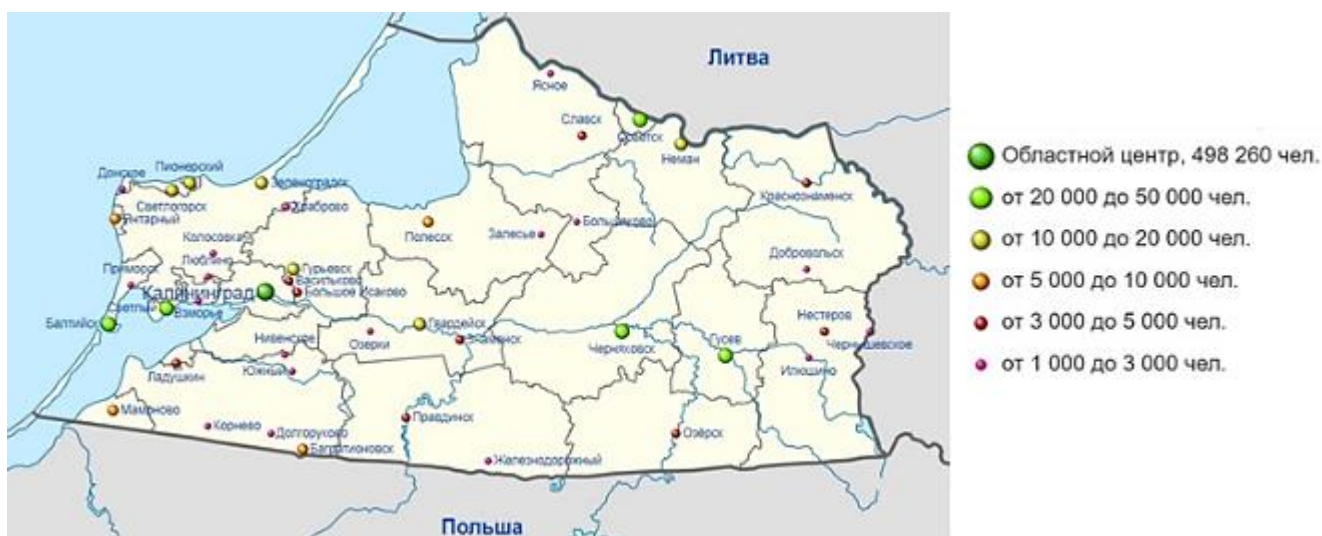 Литва
Ясное
Славск
Советск
Неман
Краснознаменск
Донское
Пионерский
Светлогорск
Зеленоградск
Янтарный
Храброво
Полесск
Залесье
Большаково
Добровольск
Колосовка
Люблино
Гурьевск
Васильково
Большое Исаково
Приморск
Калининград
Светлый
Взморье
Балтийск
Гвардейск
Знаменск
Озерки
Нивенское
Южный
Черняховск
Гусев
Нестеров
Чернышевское
Илюшино
Ладушкин
Мамоново
Корнево
Долгоруково
Багратионовск
Правдинск
Железнодорожный
Озёрск
Польша
Областной центр, 498 260 чел.
от 20 000 до 50 000 чел.
от 10 000 до 20 000 чел.
от 5 000 до 10 000 чел.
от 3 000 до 5 000 чел.
от 1 000 до 3 000 чел.